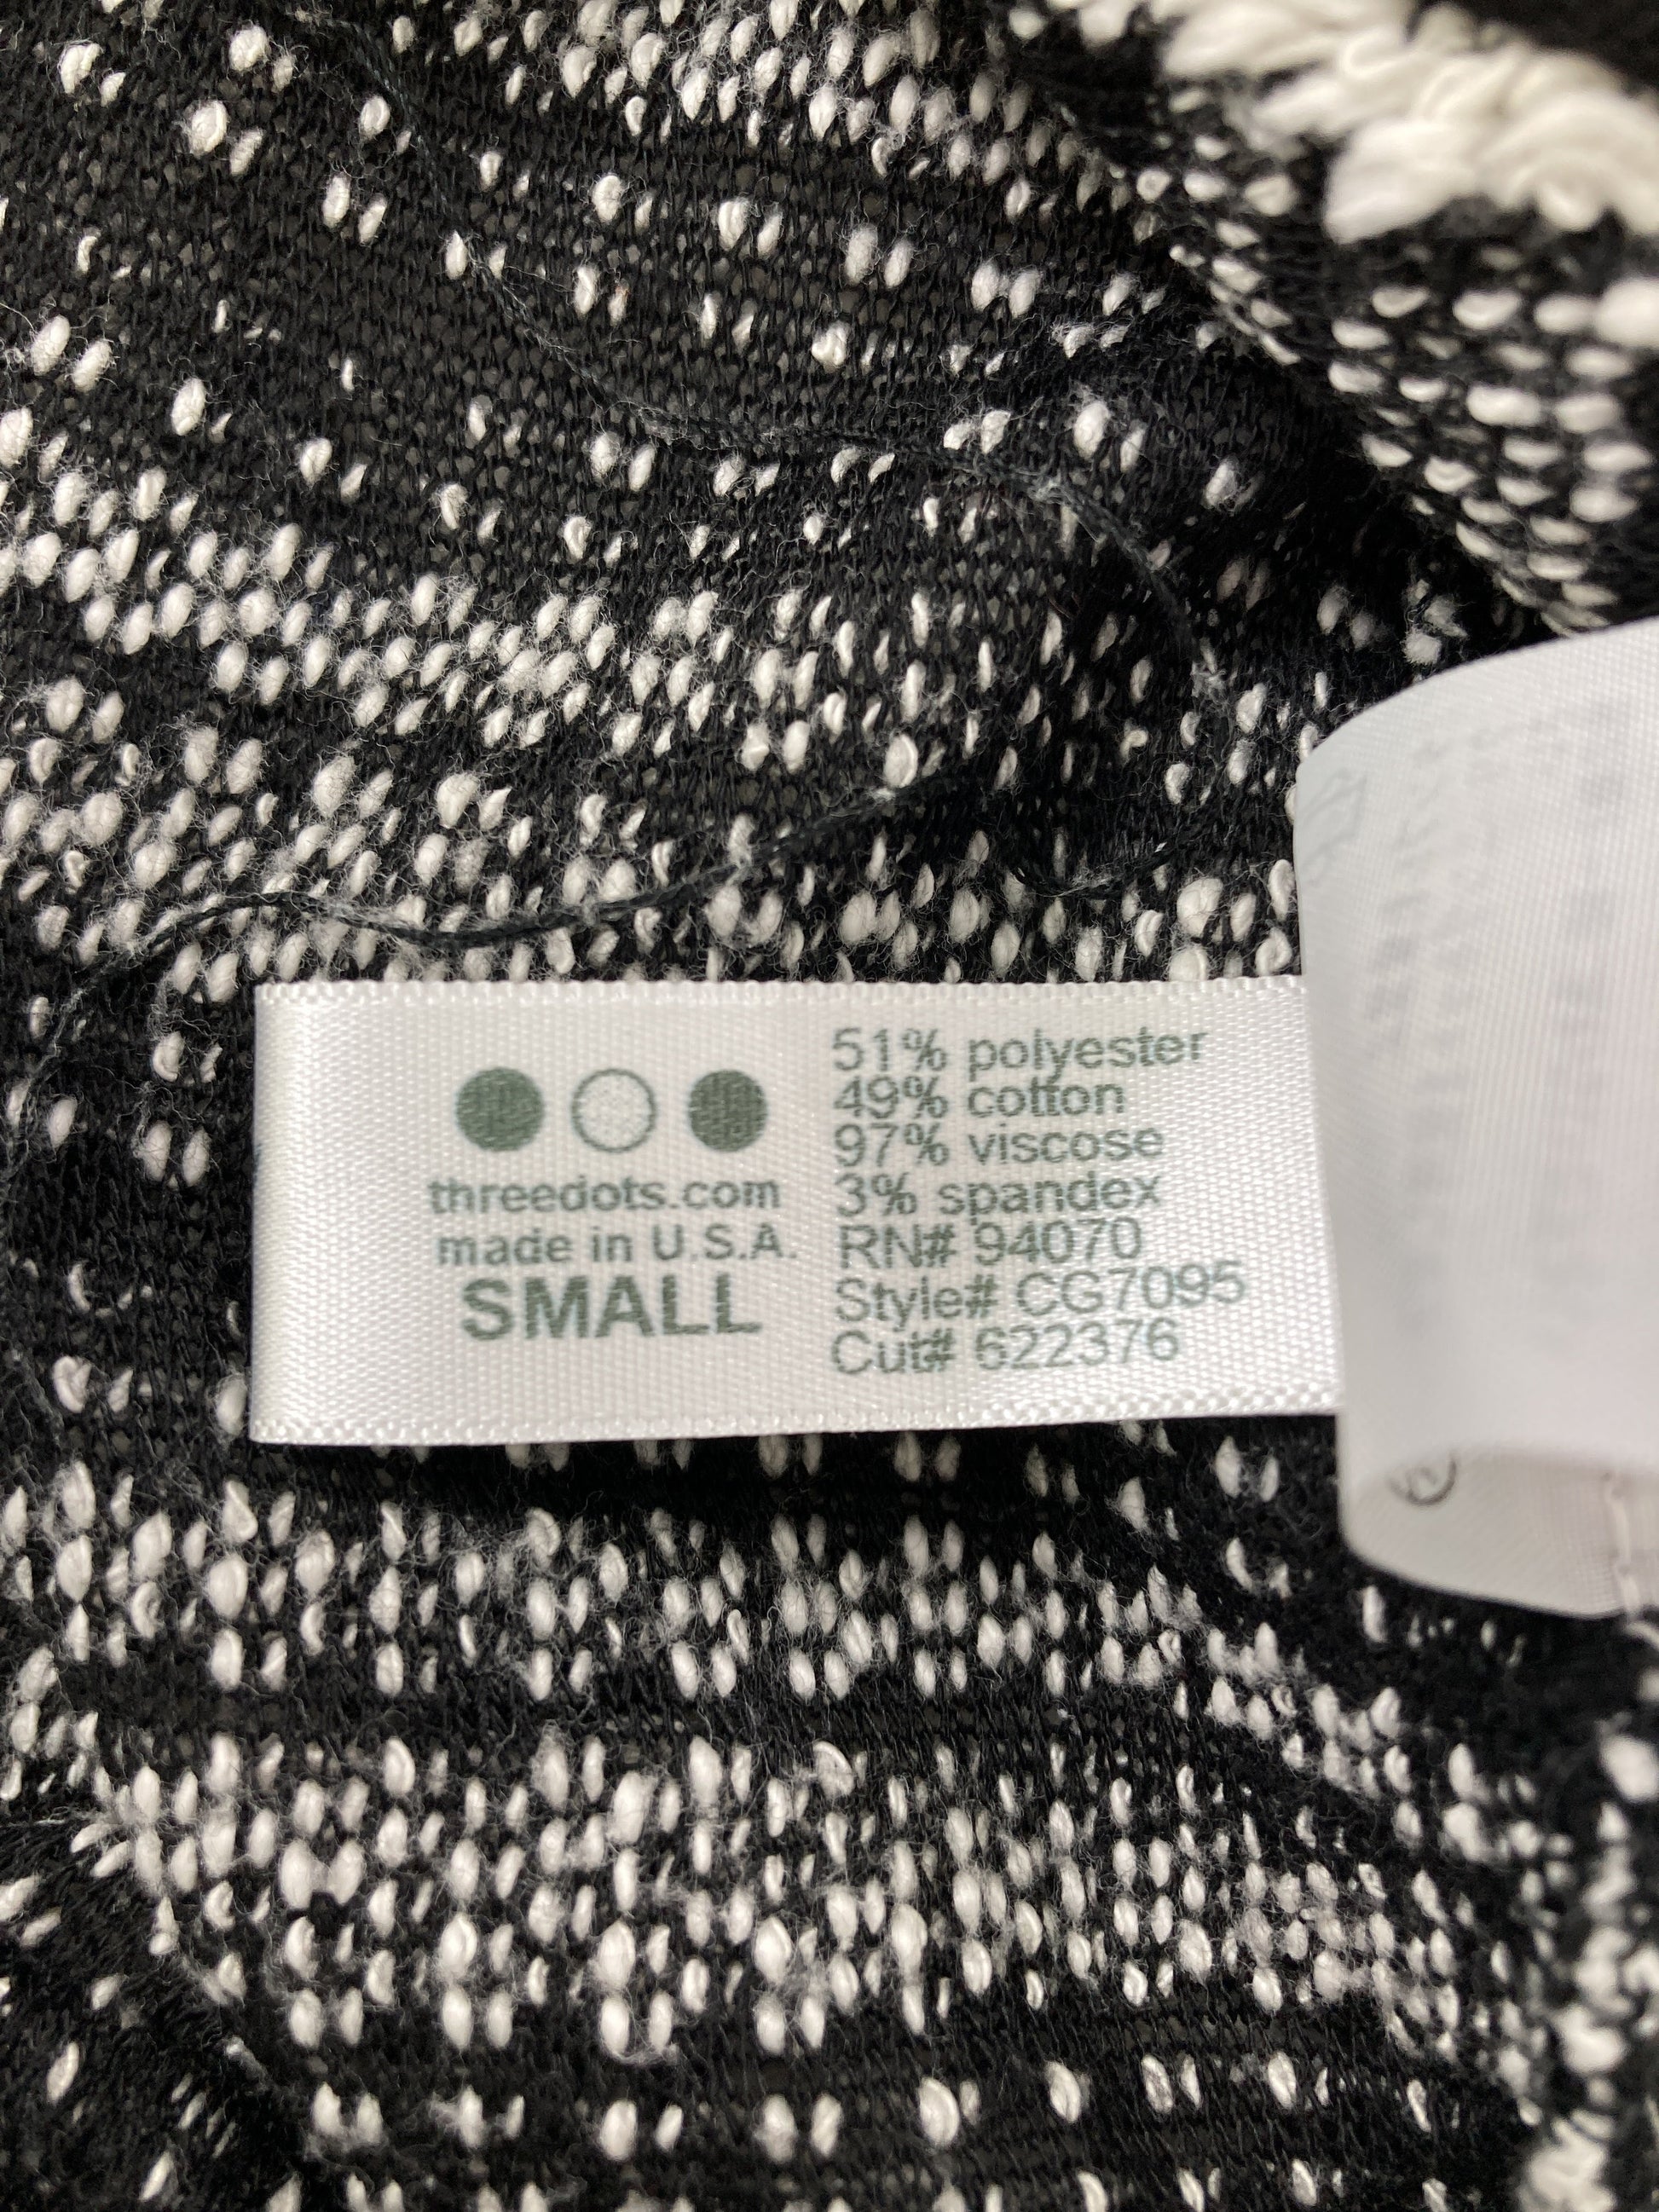 threedots.com
made in U.S.A.
SMALL
51% polyester
49% cotton
97% viscose
3% spandex
RN# 94070
Style# CG7095
Cut# 622376